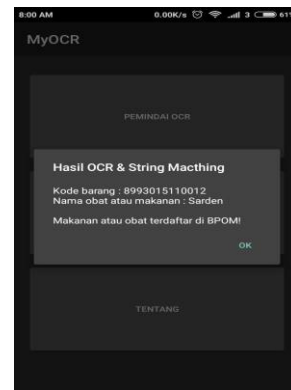 8:00 AM 0.00K/s 3 61%
MyOCR
PEMINDAI OCR
Hasil OCR & String Macthing
Kode barang : 8993015110012
Nama obat atau makanan : Sarden
Makanan atau obat terdaftar di BPOM!
OK
TENTANG